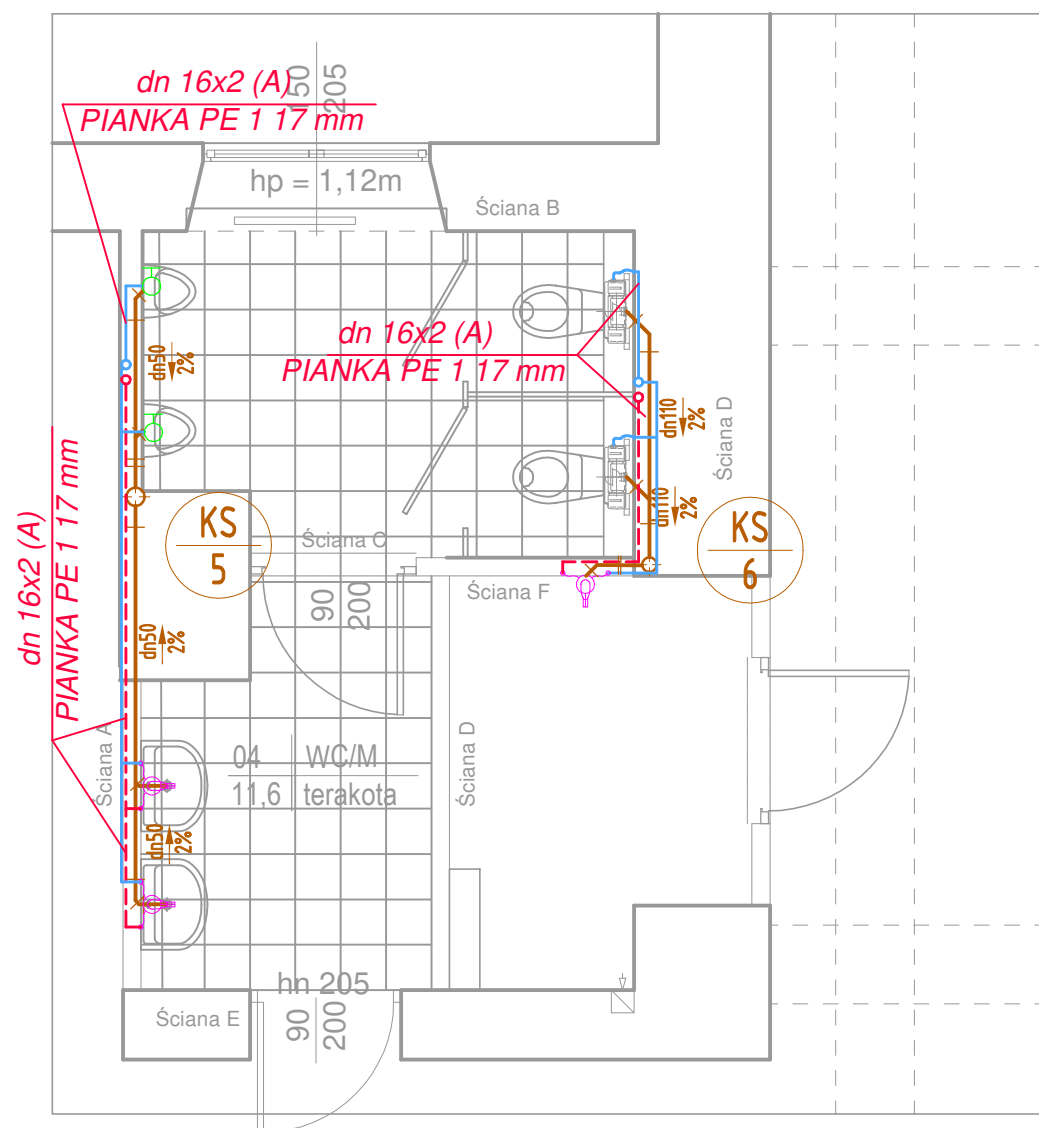 dn 16x2 (A)
PIANKA PE 1 17 mm
150
205
hp = 1,12m
Ściana B
dn 16x2 (A)
PIANKA PE 1 17 mm
dn50
2%
dn110
2%
Ściana D
dn110
2%
dn 16x2 (A)
PIANKA PE 1 17 mm
KS
5
Ściana C
KS
6
90
200
Ściana F
dn50
2%
Ściana A
04
WC/M
11,6
terakota
Ściana D
dn50
2%
hn 205
Ściana E
90
200